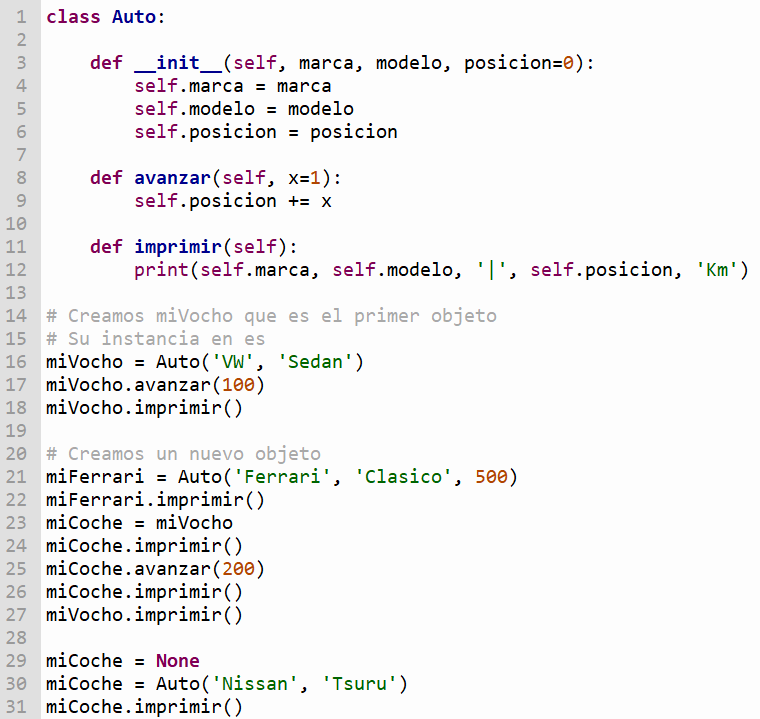 1 class Auto:
2
3     def __init__(self, marca, modelo, posicion=0):
4         self.marca = marca
5         self.modelo = modelo
6         self.posicion = posicion
7
8     def avanzar(self, x=1):
9         self.posicion += x
10
11     def imprimir(self):
12         print(self.marca, self.modelo, '|', self.posicion, 'Km')
13
14 # Creamos miVocho que es el primer objeto
15 # Su instancia en es
16 miVocho = Auto('VW', 'Sedan')
17 miVocho.avanzar(100)
18 miVocho.imprimir()
19
20 # Creamos un nuevo objeto
21 miFerrari = Auto('Ferrari', 'Clasico', 500)
22 miFerrari.imprimir()
23 miCoche = miVocho
24 miCoche.imprimir()
25 miCoche.avanzar(200)
26 miCoche.imprimir()
27 miVocho.imprimir()
28
29 miCoche = None
30 miCoche = Auto('Nissan', 'Tsuru')
31 miCoche.imprimir()